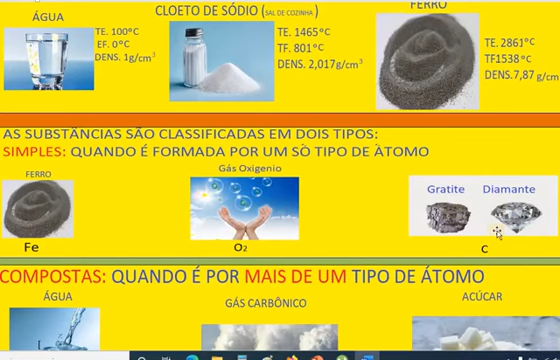 ÁGUA
TE. 100°C
EF. 0°C
DENS. 1g/cm³
CLOETO DE SÓDIO (SAL DE COZINHA)
TE. 1465°C
TF. 801°C
DENS. 2,017g/cm³
FERRO
TE. 2861°C
TF1538°C
DENS.7,87 g/cm
AS SUBSTÂNCIAS SÃO CLASSIFICADAS EM DOIS TIPOS:
SIMPLES: QUANDO É FORMADA POR UM SÒ TIPO DE ÀTOMO
FERRO
Fe
Gás Oxigenio
O₂
Gratite Diamante
C
COMPOSTAS: QUANDO É POR MAIS DE UM TIPO DE ÁTOMO
ÁGUA
GÁS CARBÔNICO
AÇÚCAR